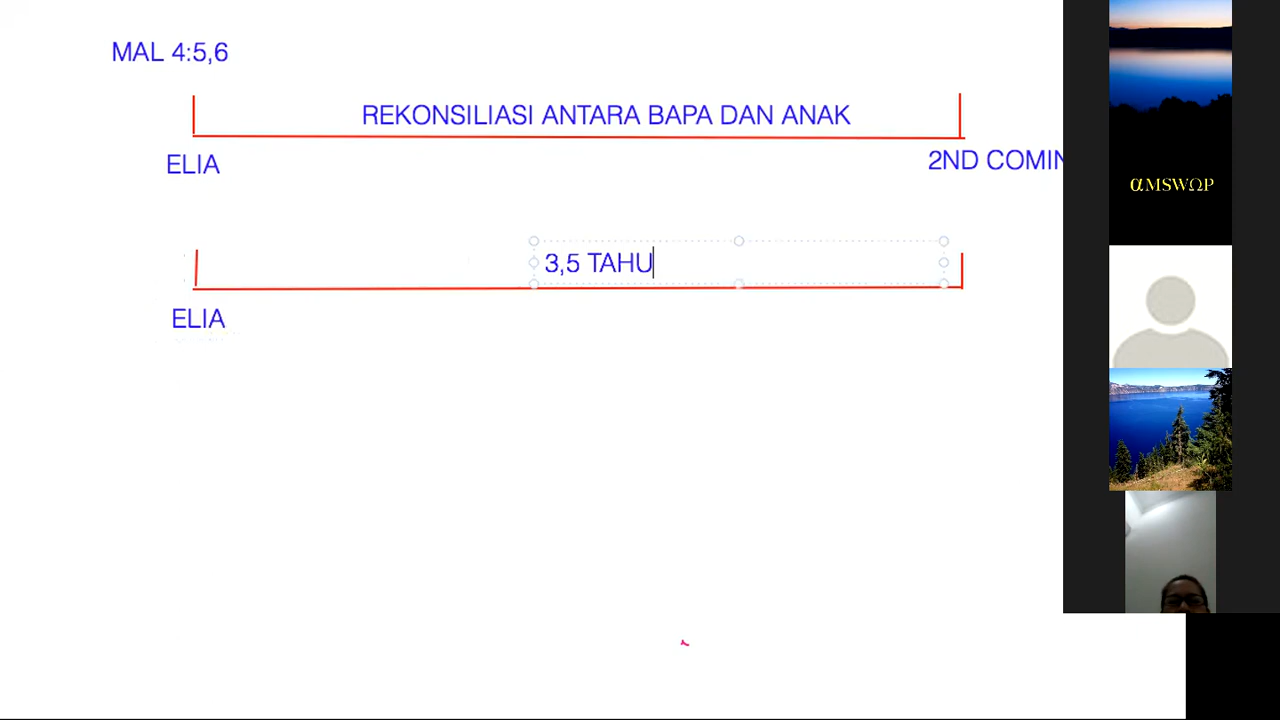 MAL 4:5,6
REKONSILIASI ANTARA BAPA DAN ANAK
ELIA
2ND COMIN
3,5 TAHU
ELIA
αMSWΩP